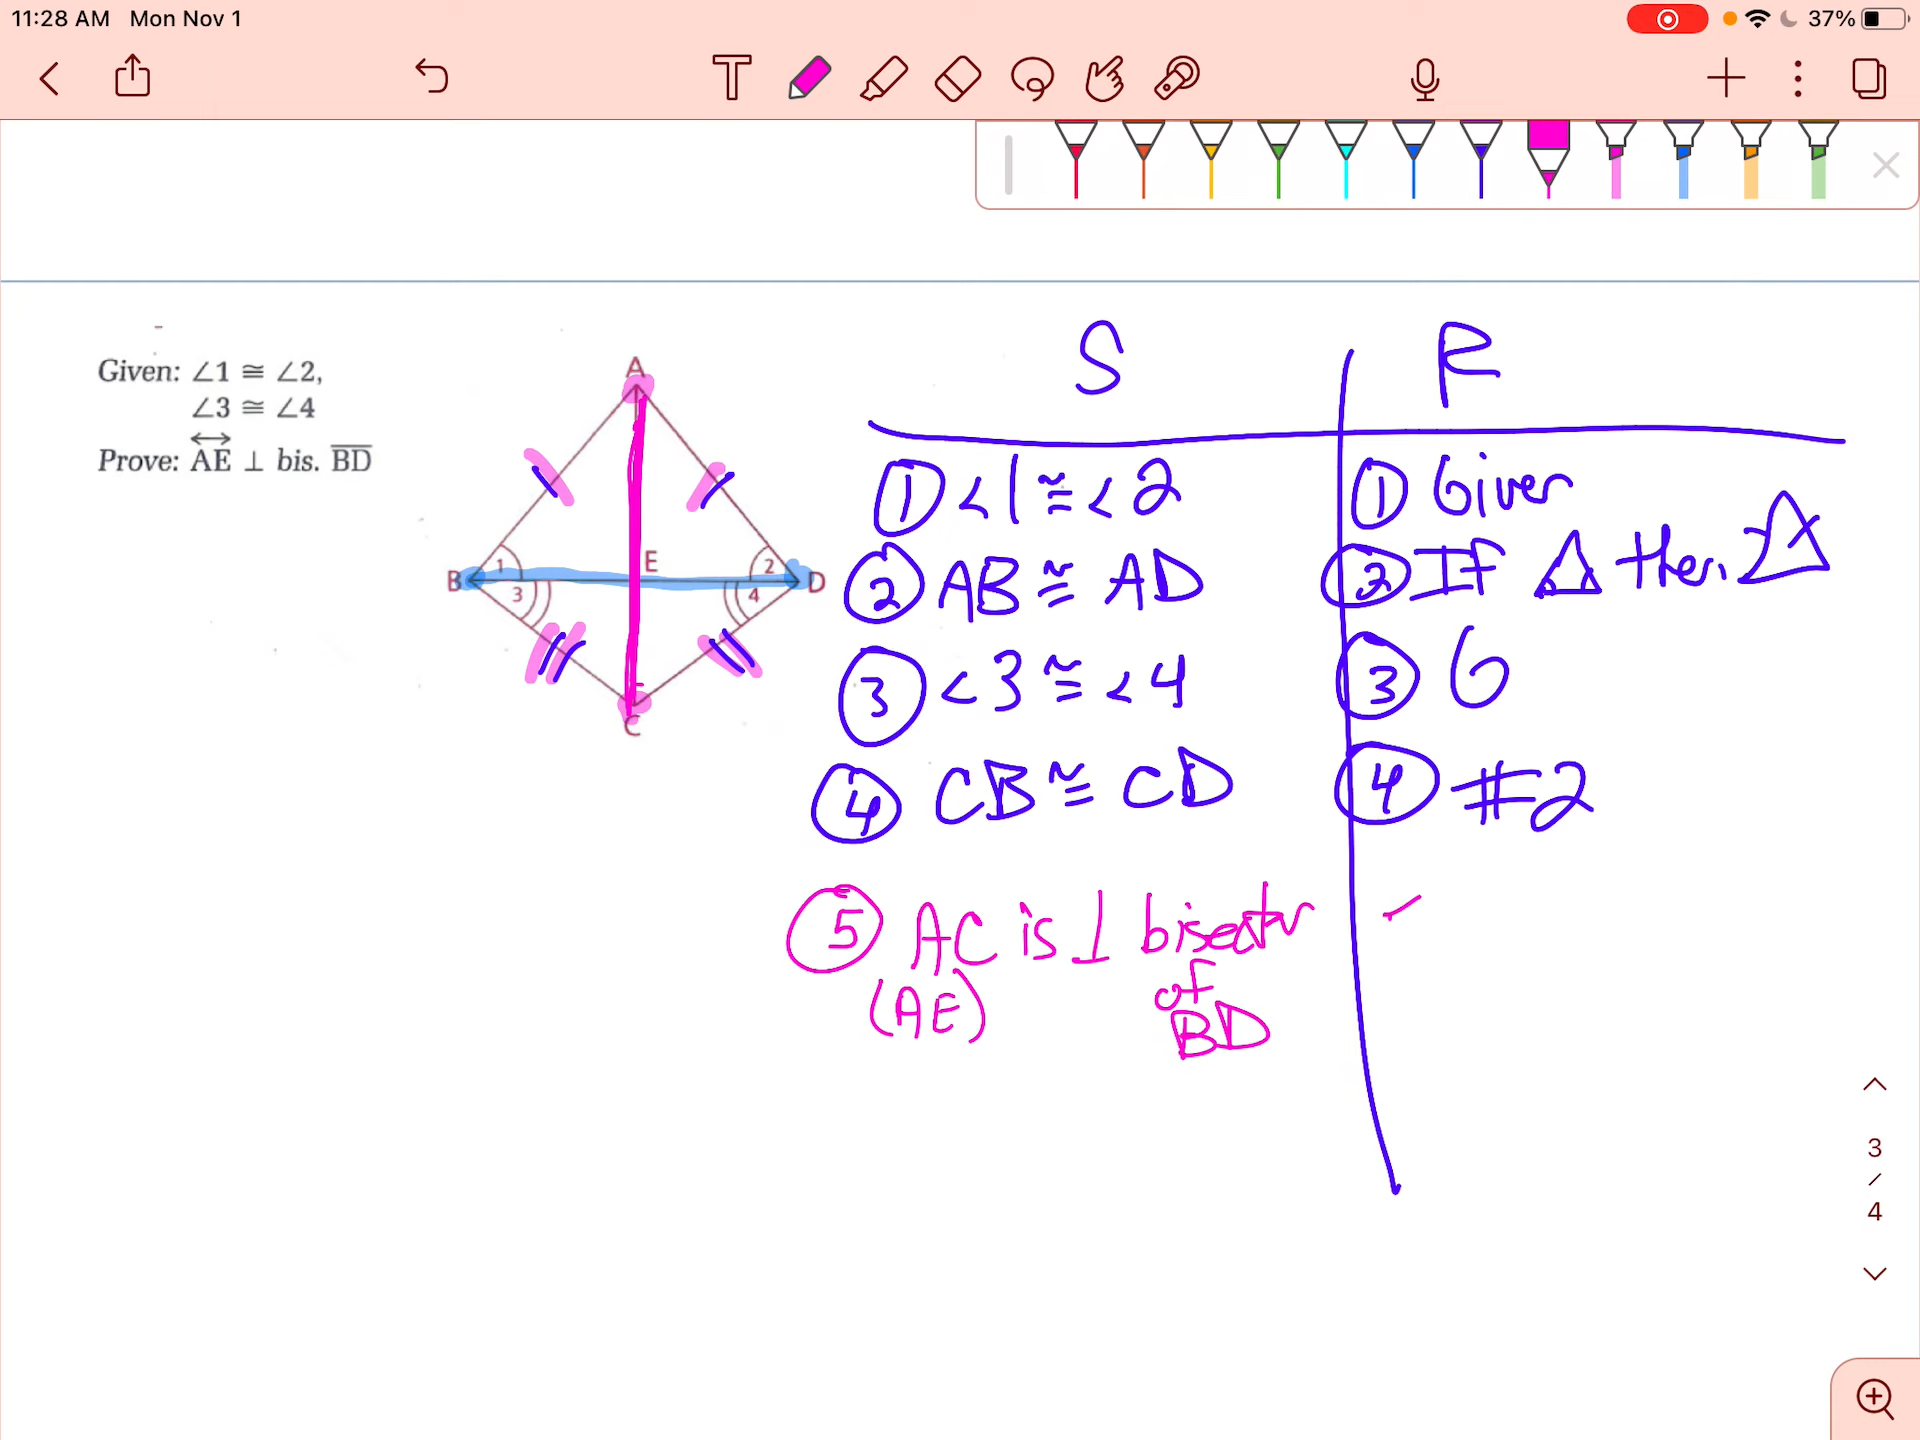 11:28 AM Mon Nov 1
37%
T
Given: ∠1 ≅ ∠2,
∠3 ≅ ∠4
Prove: AE ⊥ bis. BD
A
B
1
3
E
2
4
D
C
S R
① <1 ≅ <2 ① Given
② AB ≅ AD ② If △ then △
③ <3 ≅ <4 ③ G
④ CB ≅ CD ④ #2
⑤ AC is ⊥ bisector
(AE) of
BD
3
/
4